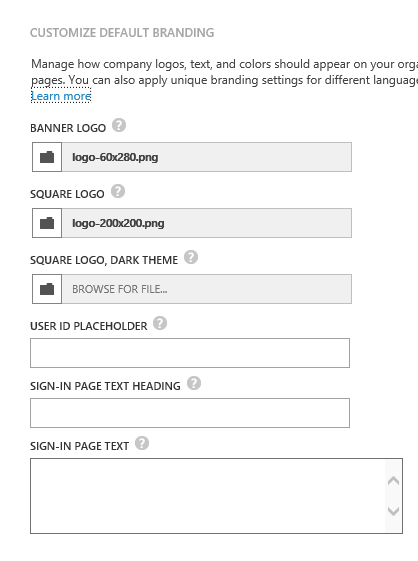 CUSTOMIZE DEFAULT BRANDING
Manage how company logos, text, and colors should appear on your orga
pages. You can also apply unique branding settings for different language
Learn more
BANNER LOGO ?
logo-60x280.png
SQUARE LOGO ?
logo-200x200.png
SQUARE LOGO, DARK THEME ?
BROWSE FOR FILE...
USER ID PLACEHOLDER ?
SIGN-IN PAGE TEXT HEADING ?
SIGN-IN PAGE TEXT ?